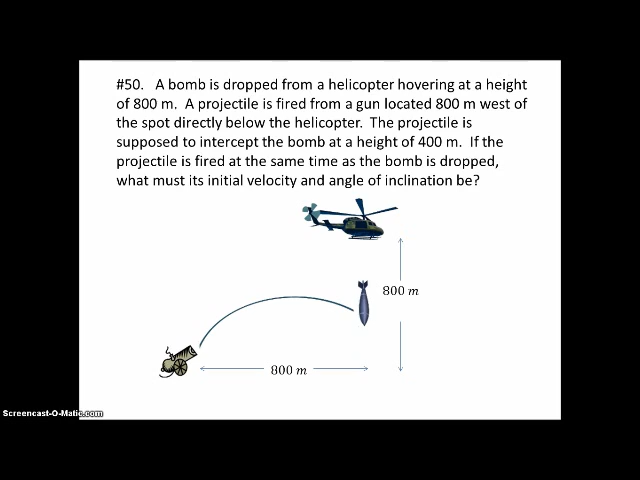 #50. A bomb is dropped from a helicopter hovering at a height
of 800 m. A projectile is fired from a gun located 800 m west of
the spot directly below the helicopter. The projectile is
supposed to intercept the bomb at a height of 400 m. If the
projectile is fired at the same time as the bomb is dropped,
what must its initial velocity and angle of inclination be?
800 m
800 m
Screencast-O-Matic.com